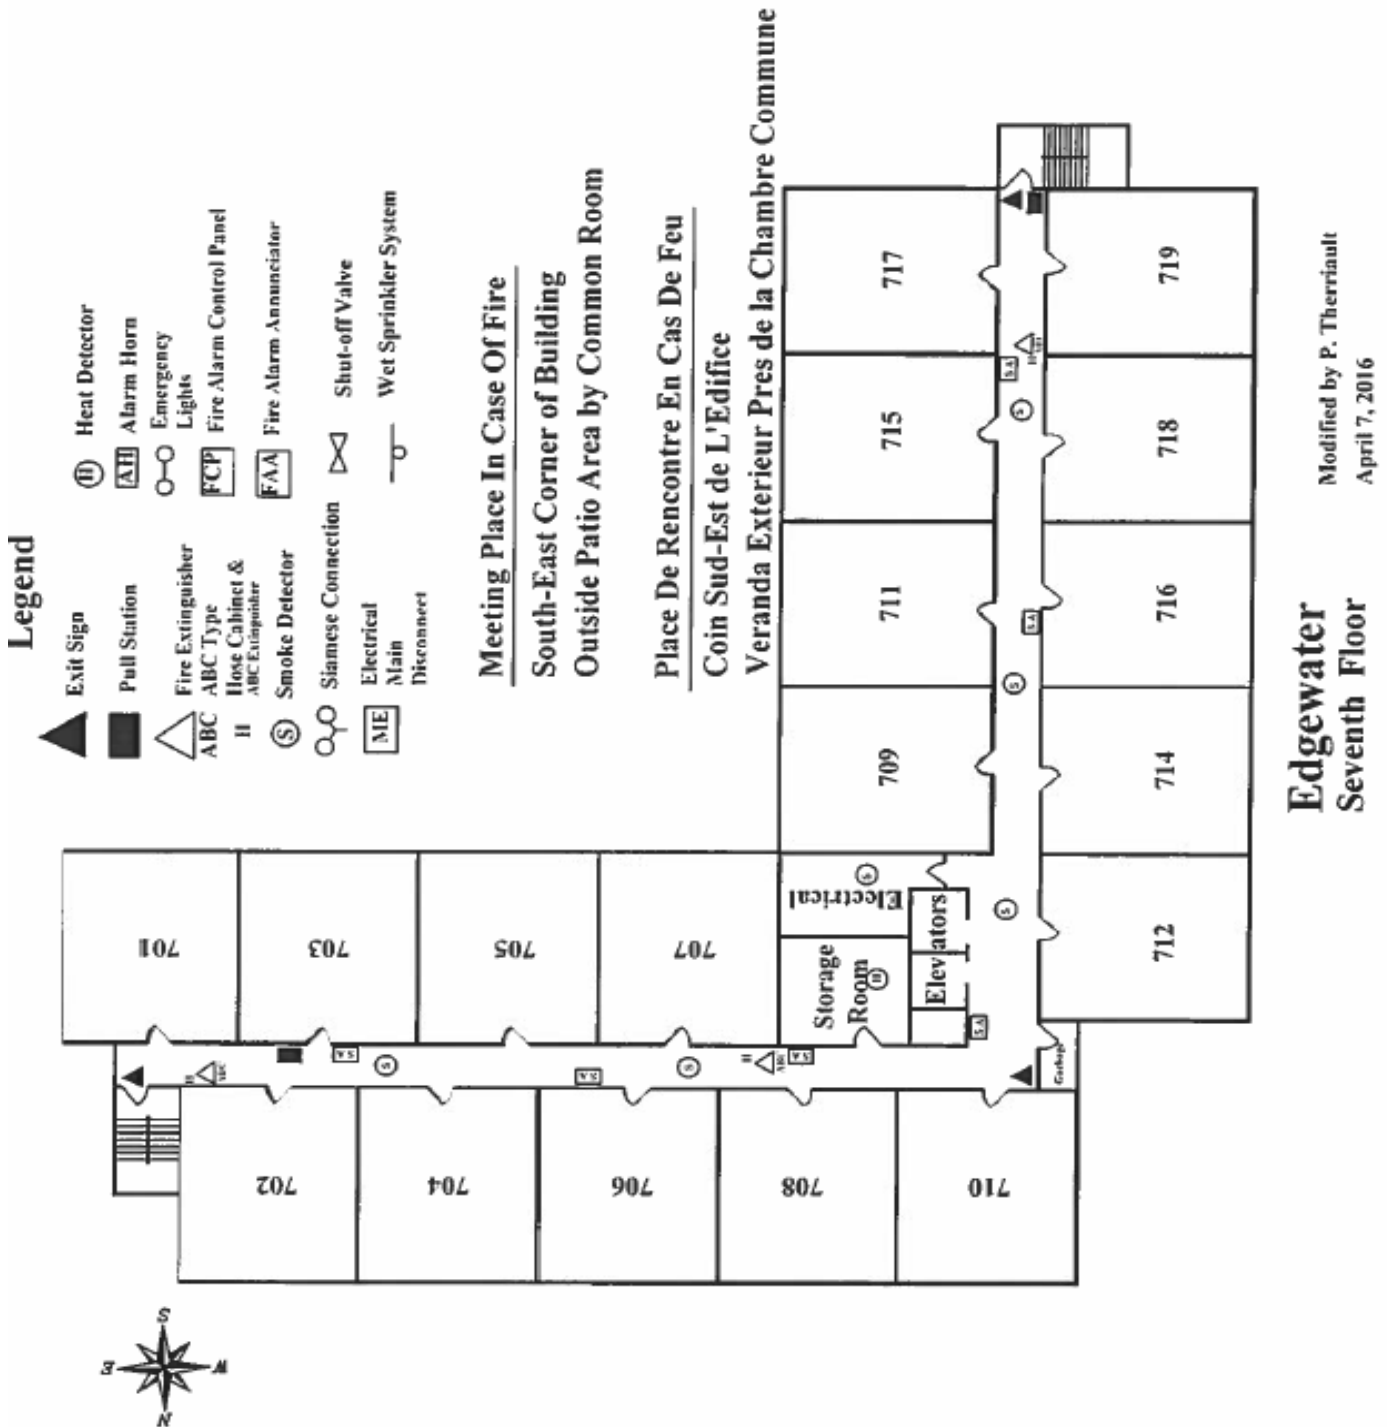 Legend
Exit Sign
Pull Station
Fire Extinguisher
ABC
ABC Type
H
Hose Cabinet &
ABC Extinguisher
S
Smoke Detector
Siamese Connection
ME
Electrical
Main
Disconnect
H
Heat Detector
AH
Alarm Horn
Emergency
Lights
FCP
Fire Alarm Control Panel
FAA
Fire Alarm Annunciator
Shut-off Valve
Wet Sprinkler System
Meeting Place In Case Of Fire
South-East Corner of Building
Outside Patio Area by Common Room
Place De Rencontre En Cas De Feu
Coin Sud-Est de L'Edifice
Veranda Exterieur Pres de la Chambre Commune
701
703
705
707
702
704
706
708
710
H
ABC
S A
S
S A
S
H
ABC
S A
Storage
Room
H
Electrical
S
Elevators
S A
Garbage
S
709
711
715
717
712
714
716
718
719
S
S A
S
S A
H
N
E
S
W
Edgewater
Seventh Floor
Modified by P. Therriault
April 7, 2016